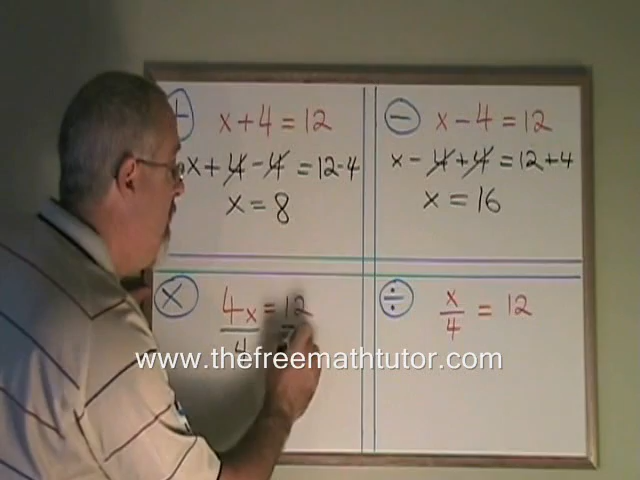 + x + 4 = 12
x + 4 - 4 = 12 - 4
x = 8
− x - 4 = 12
x - 4 + 4 = 12 + 4
x = 16
× 4x = 12
4
÷ x/4 = 12
www.thefreemathtutor.com